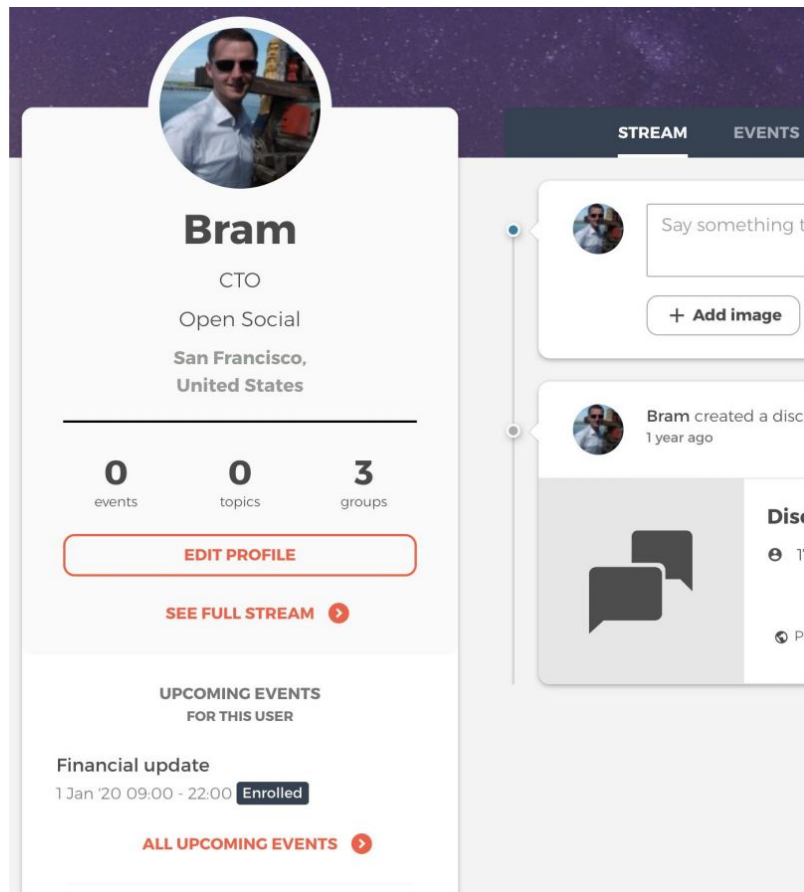 Bram
CTO
Open Social
San Francisco,
United States
0 0 3
events topics groups
EDIT PROFILE
SEE FULL STREAM
UPCOMING EVENTS
FOR THIS USER
Financial update
1 Jan '20 09:00 - 22:00 Enrolled
ALL UPCOMING EVENTS
STREAM EVENTS
Say something
+ Add image
Bram created a
1 year ago